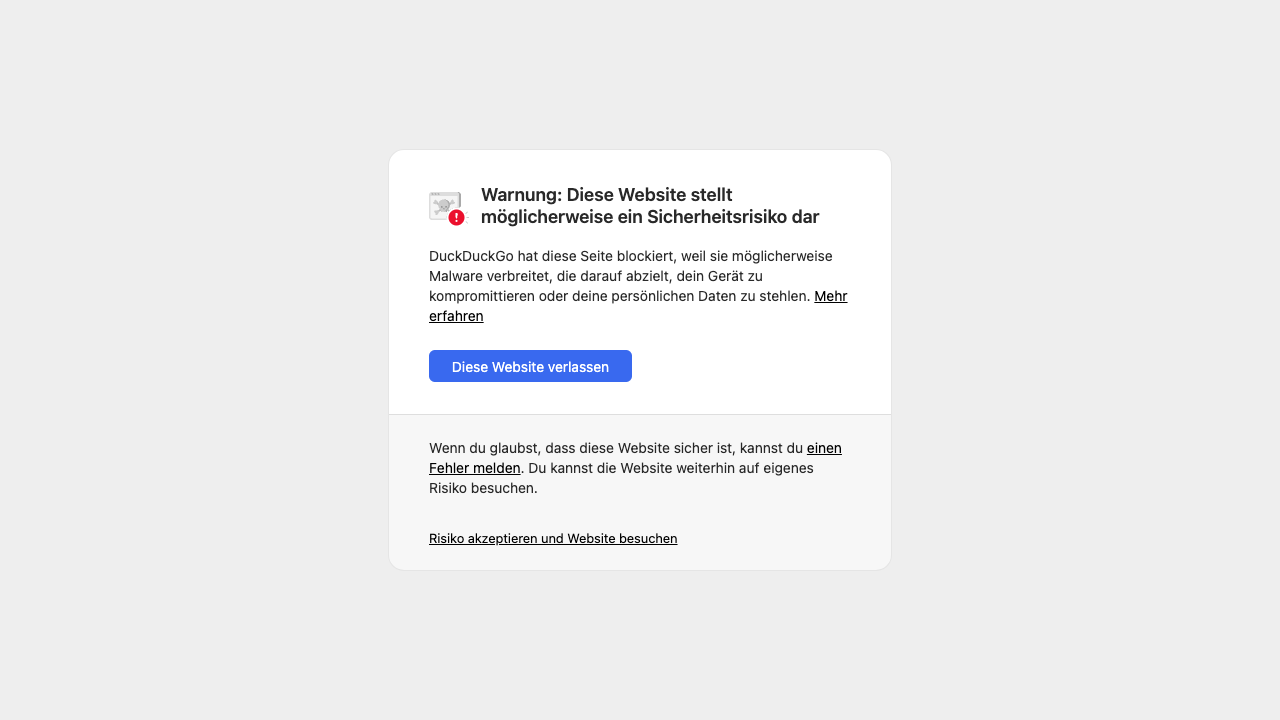 Warnung: Diese Website stellt
möglicherweise ein Sicherheitsrisiko dar
DuckDuckGo hat diese Seite blockiert, weil sie möglicherweise
Malware verbreitet, die darauf abzielt, dein Gerät zu
kompromittieren oder deine persönlichen Daten zu stehlen. Mehr
erfahren
Diese Website verlassen
Wenn du glaubst, dass diese Website sicher ist, kannst du einen
Fehler melden. Du kannst die Website weiterhin auf eigenes
Risiko besuchen.
Risiko akzeptieren und Website besuchen